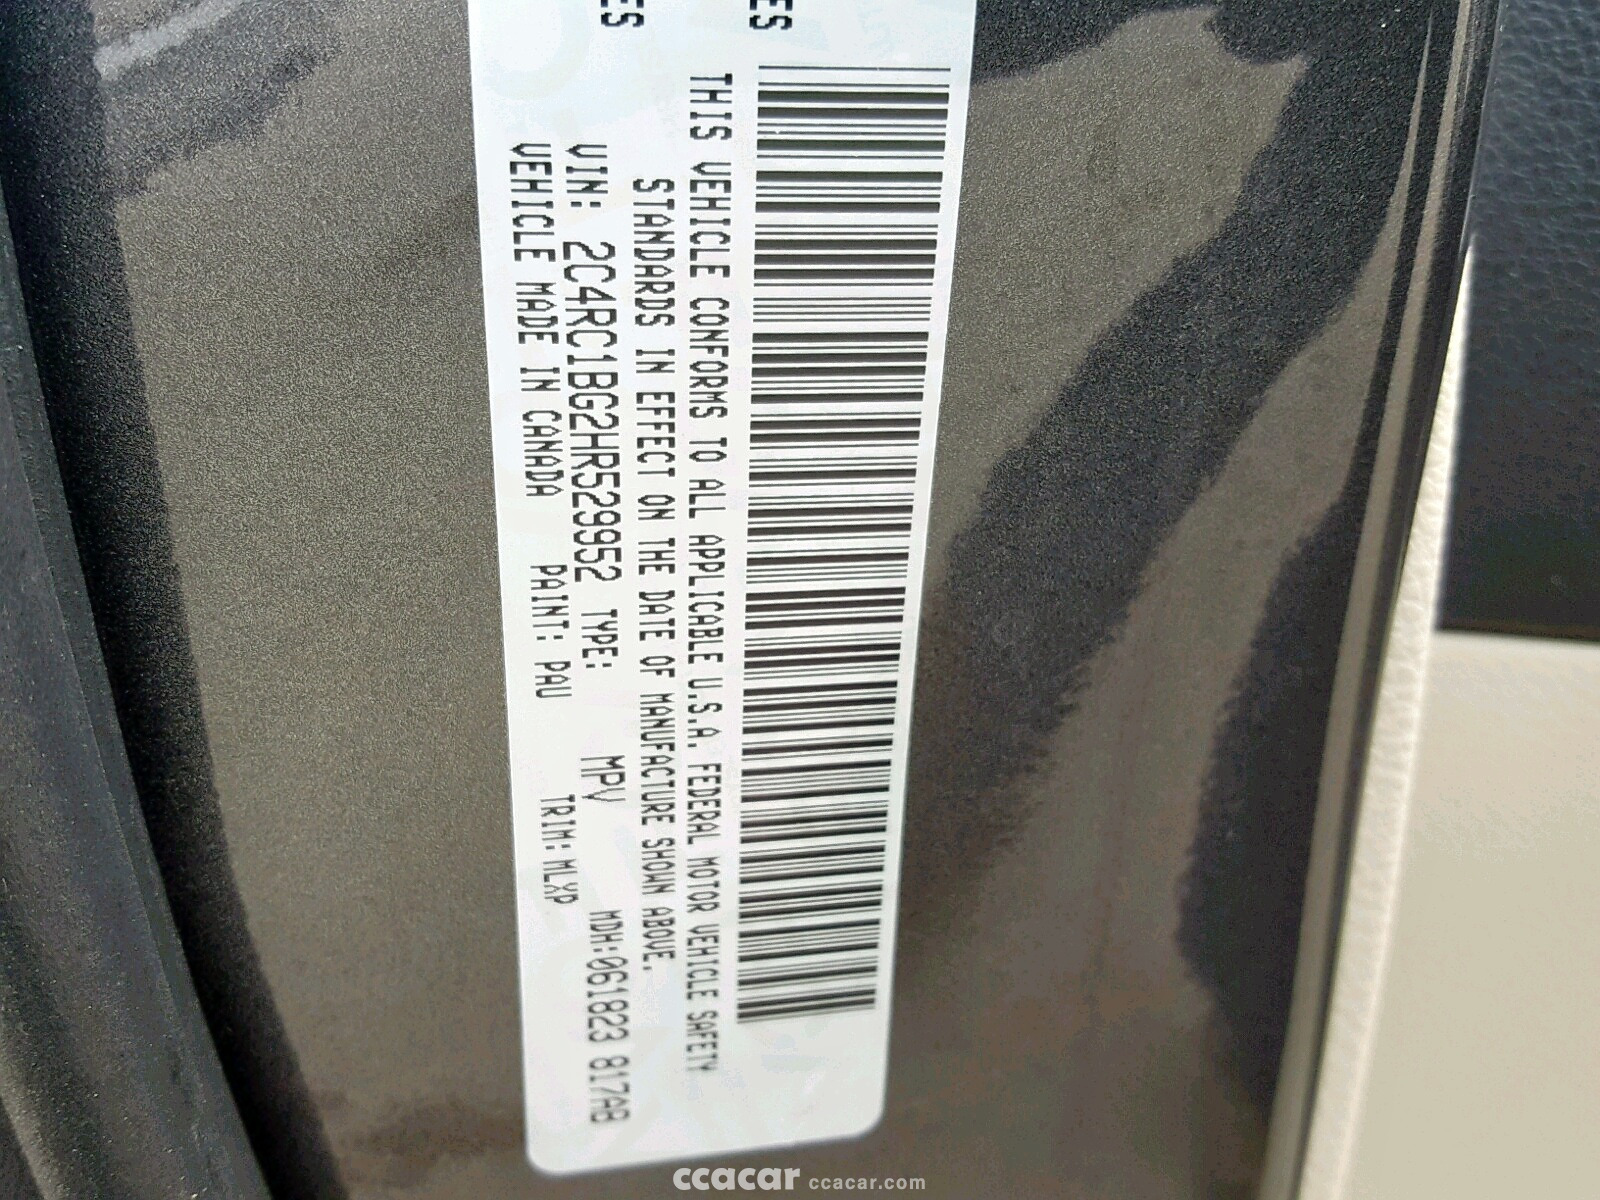 ES
ES
THIS VEHICLE CONFORMS TO ALL APPLICABLE U.S.A. FEDERAL MOTOR VEHICLE SAFETY
STANDARDS IN EFFECT ON THE DATE OF MANUFACTURE SHOWN ABOVE.
VIN: 2C4RC1BG2HR529952 TYPE: MPV MDH:061823 817AB
VEHICLE MADE IN CANADA PAINT: PAU TRIM: MLXP
ccacar ccacar.com